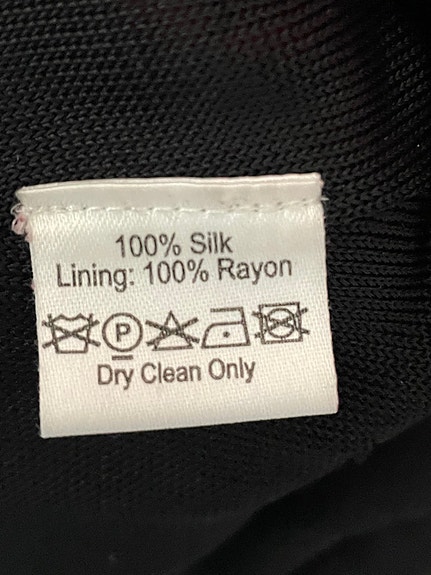 100% Silk
Lining: 100% Rayon
P
Dry Clean Only